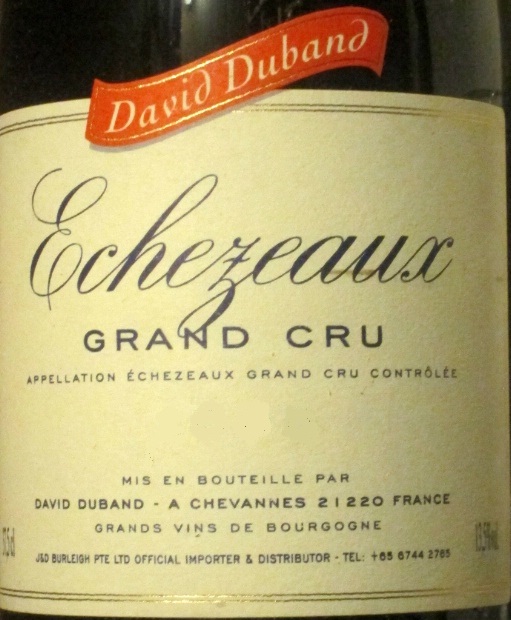 David Duband
Echezeaux
GRAND CRU
APPELLATION ÉCHEZEAUX GRAND CRU CONTRÔLÉE
MIS EN BOUTEILLE PAR
DAVID DUBAND - A CHEVANNES 21220 FRANCE
GRANDS VINS DE BOURGOGNE
J&D BURLEIGH PTE LTD OFFICIAL IMPORTER & DISTRIBUTOR - TEL: +65 6744 2765